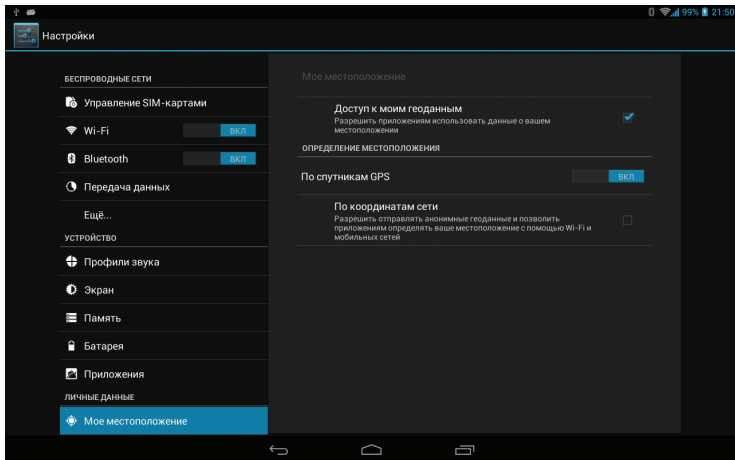 99% 21:50
Настройки
БЕСПРОВОДНЫЕ СЕТИ
Управление SIM-картами
Wi-Fi ВКЛ
Bluetooth ВКЛ
Передача данных
Ещё...
УСТРОЙСТВО
Профили звука
Экран
Память
Батарея
Приложения
ЛИЧНЫЕ ДАННЫЕ
Мое местоположение
Мое местоположение
Доступ к моим геоданным
Разрешить приложениям использовать данные о вашем
местоположении
ОПРЕДЕЛЕНИЕ МЕСТОПОЛОЖЕНИЯ
По спутникам GPS ВКЛ
По координатам сети
Разрешить отправлять анонимные геоданные и позволить
приложениям определять ваше местоположение с помощью Wi-Fi и
мобильных сетей